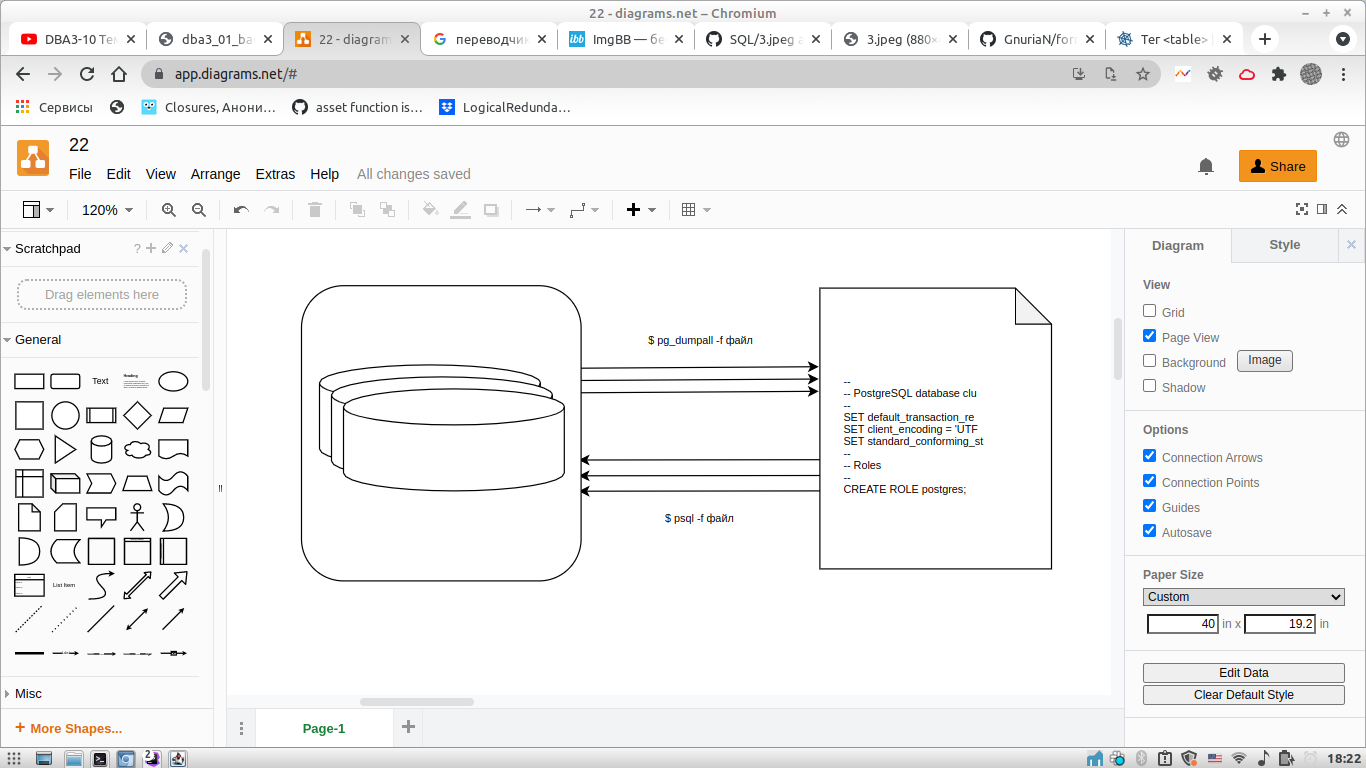 22 - diagrams.net – Chromium
DBA3-10 Тем
dba3_01_ba
22 - diagram
переводчик
ImgBB — бе
SQL/3.jpeg a
3.jpeg (880×
GnuriaN/for
Тег <table> |
app.diagrams.net/#
Сервисы
Closures, Анони…
asset function is…
LogicalRedunda…
22
File Edit View Arrange Extras Help All changes saved
Share
120%
Scratchpad
?
Drag elements here
General
Text
Heading
List Item
Misc
+ More Shapes...
$ pg_dumpall -f файл
$ psql -f файл
--
-- PostgreSQL database clu
--
SET default_transaction_re
SET client_encoding = 'UTF
SET standard_conforming_st
--
-- Roles
--
CREATE ROLE postgres;
Page-1
Diagram
Style
View
Grid
Page View
Background
Image
Shadow
Options
Connection Arrows
Connection Points
Guides
Autosave
Paper Size
Custom
40 in x 19.2 in
Edit Data
Clear Default Style
18:22